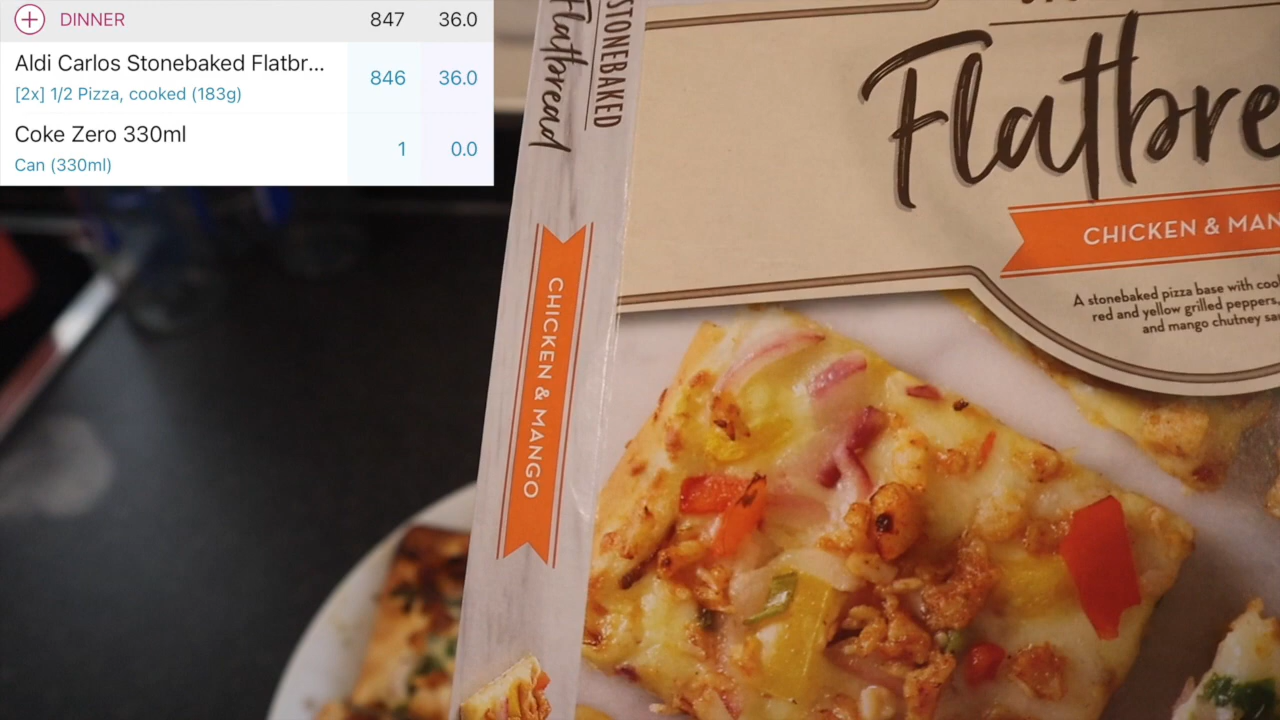 DINNER 847 36.0
Aldi Carlos Stonebaked Flatbr... 846 36.0
[2x] 1/2 Pizza, cooked (183g)
Coke Zero 330ml 1 0.0
Can (330ml)
STONEBAKED
Flatbread
CHICKEN & MANGO
Flatbre
CHICKEN & MAN
A stonebaked pizza base with coo
red and yellow grilled peppers,
and mango chutney sa